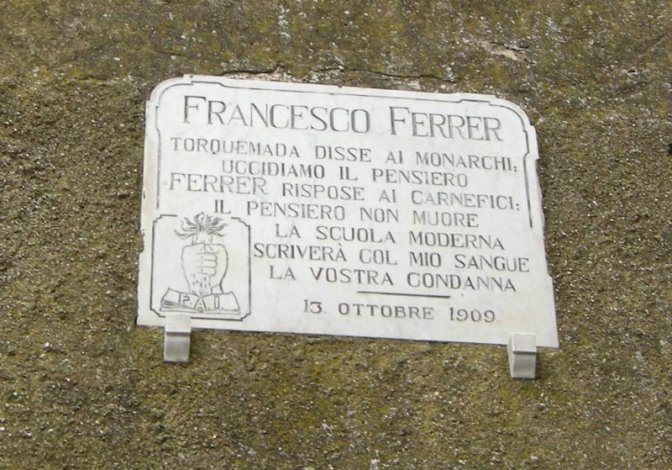 FRANCESCO FERRER
TORQUEMADA DISSE AI MONARCHI:
UCCIDIAMO IL PENSIERO
FERRER RISPOSE AI CARNEFICI:
IL PENSIERO NON MUORE
LA SCUOLA MODERNA
SCRIVERÀ COL MIO SANGUE
LA VOSTRA CONDANNA
13 OTTOBRE 1909